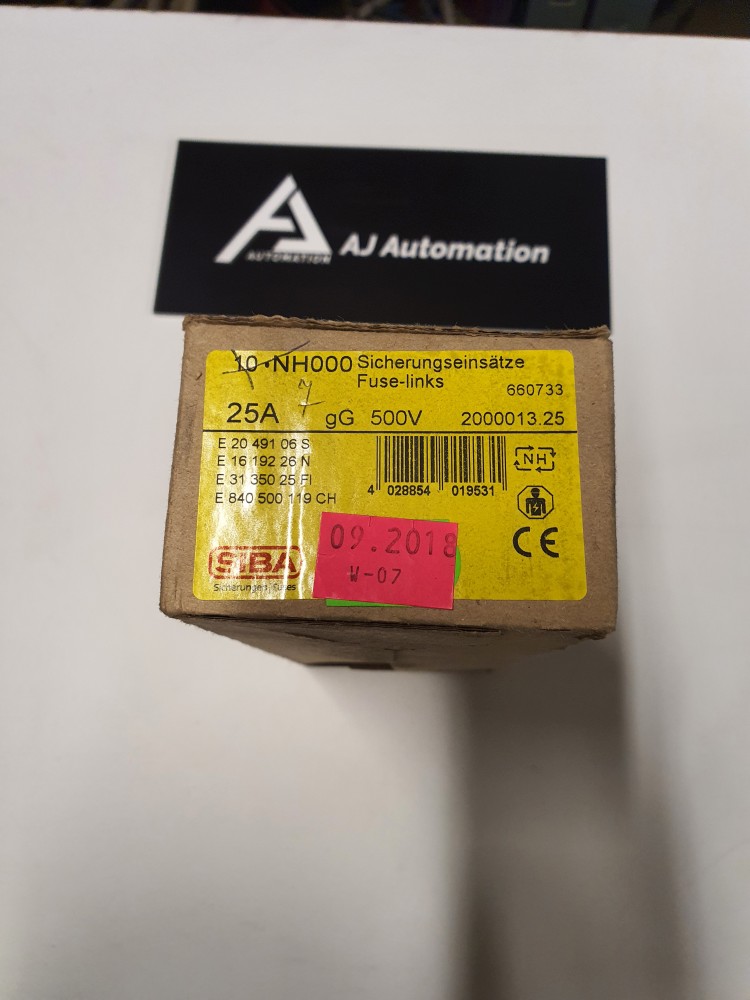 AUTOMATION
AJ Automation
10 · NH000 Sicherungseinsätze
Fuse-links
7
660733
25A gG 500V 2000013.25
E 20 491 06 S
E 16 192 26 N
E 31 350 25 FI
E 840 500 119 CH
4 028854 019531
NH
CE
SIBA
Sicherungen Fuses
09.2018
W-07